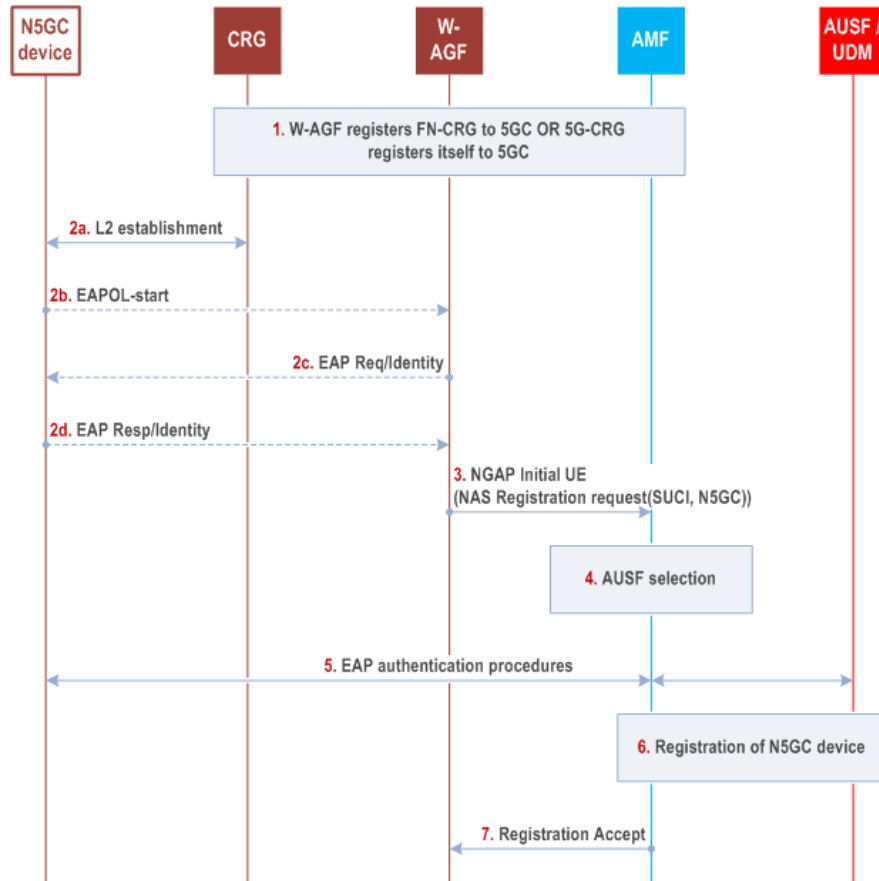 N5GC
device
CRG
W-
AGF
AMF
AUSF /
UDM
1. W-AGF registers FN-CRG to 5GC OR 5G-CRG
registers itself to 5GC
2a. L2 establishment
2b. EAPOL-start
2c. EAP Req/Identity
2d. EAP Resp/Identity
3. NGAP Initial UE
(NAS Registration request(SUCI, N5GC))
4. AUSF selection
5. EAP authentication procedures
6. Registration of N5GC device
7. Registration Accept